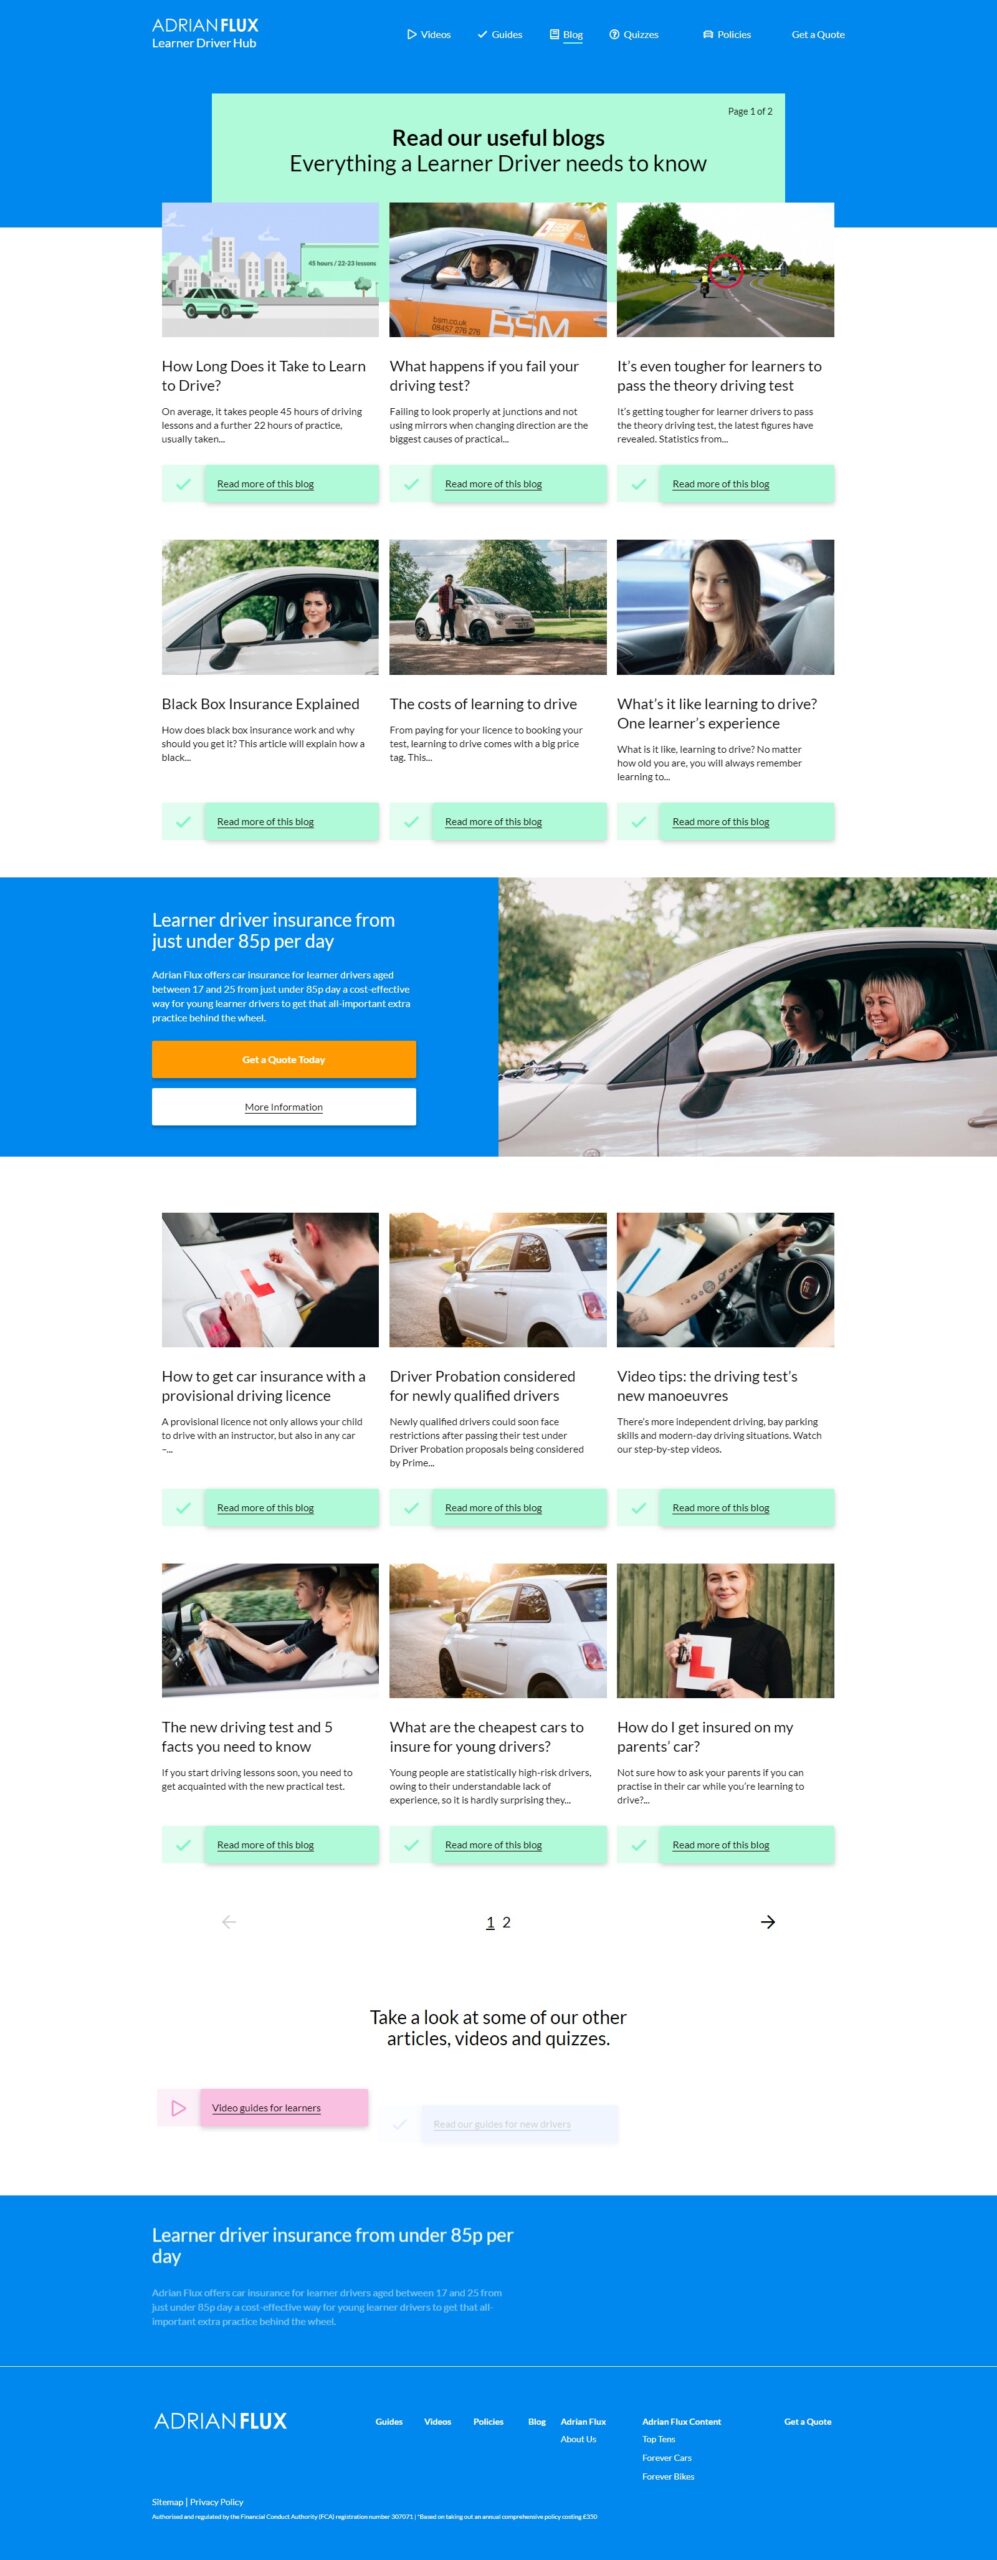 ADRIAN FLUX
Learner Driver Hub
Videos
Guides
Blog
Quizzes
Policies
Get a Quote
Page 1 of 2
Read our useful blogs
Everything a Learner Driver needs to know
45 hours / 22-23 lessons
bsm.co.uk
08457 276 276
BSM
How Long Does it Take to Learn
to Drive?
On average, it takes people 45 hours of driving
lessons and a further 22 hours of practice,
usually taken...
Read more of this blog
What happens if you fail your
driving test?
Failing to look properly at junctions and not
using mirrors when changing direction are the
biggest causes of practical...
Read more of this blog
It’s even tougher for learners to
pass the theory driving test
It’s getting tougher for learner drivers to pass
the theory driving test, the latest figures have
revealed. Statistics from...
Read more of this blog
Black Box Insurance Explained
How does black box insurance work and why
should you get it? This article will explain how a
black...
Read more of this blog
The costs of learning to drive
From paying for your licence to booking your
test, learning to drive comes with a big price
tag. This...
Read more of this blog
What’s it like learning to drive?
One learner’s experience
What is it like, learning to drive? No matter
how old you are, you will always remember
learning to...
Read more of this blog
Learner driver insurance from
just under 85p per day
Adrian Flux offers car insurance for learner drivers aged
between 17 and 25 from just under 85p day a cost-effective
way for young learner drivers to get that all-important extra
practice behind the wheel.
Get a Quote Today
More Information
How to get car insurance with a
provisional driving licence
A provisional licence not only allows your child
to drive with an instructor, but also in any car
–...
Read more of this blog
Driver Probation considered
for newly qualified drivers
Newly qualified drivers could soon face
restrictions after passing their test under
Driver Probation proposals being considered
by Prime...
Read more of this blog
Video tips: the driving test’s
new manoeuvres
There’s more independent driving, bay parking
skills and modern-day driving situations. Watch
our step-by-step videos.
Read more of this blog
L
The new driving test and 5
facts you need to know
If you start driving lessons soon, you need to
get acquainted with the new practical test.
Read more of this blog
What are the cheapest cars to
insure for young drivers?
Young people are statistically high-risk drivers,
owing to their understandable lack of
experience, so it is hardly surprising they...
Read more of this blog
How do I get insured on my
parents’ car?
Not sure how to ask your parents if you can
practise in their car while you’re learning to
drive?...
Read more of this blog
1 2
Take a look at some of our other
articles, videos and quizzes.
Video guides for learners
Read our guides for new drivers
Learner driver insurance from under 85p per
day
Adrian Flux offers car insurance for learner drivers aged between 17 and 25 from
just under 85p day a cost-effective way for young learner drivers to get that all-
important extra practice behind the wheel.
ADRIAN FLUX
Guides
Videos
Policies
Blog
Adrian Flux
About Us
Adrian Flux Content
Top Tens
Forever Cars
Forever Bikes
Get a Quote
Sitemap | Privacy Policy
Authorised and regulated by the Financial Conduct Authority (FCA) registration number 307071 | *Based on taking out an annual comprehensive policy costing £350